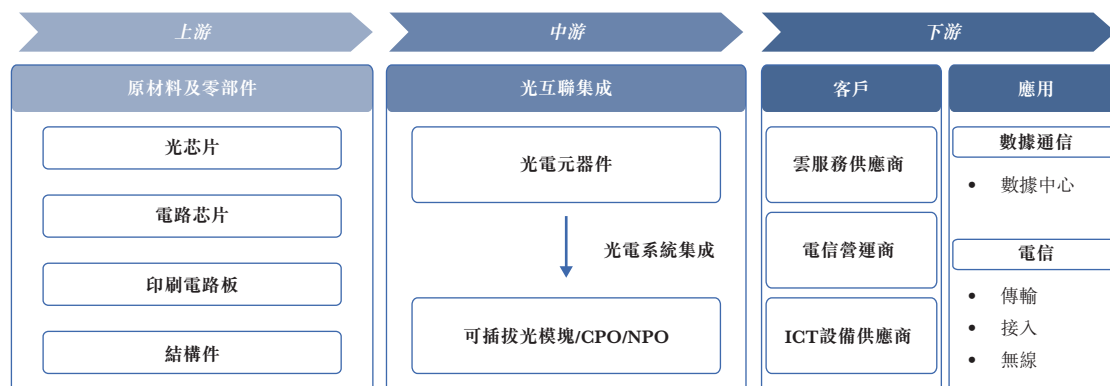 上游
中游
下游
原材料及零部件
光互聯集成
客戶
應用
光芯片
電路芯片
印刷電路板
結構件
光電元器件
光電系統集成
可插拔光模塊/CPO/NPO
雲服務供應商
電信營運商
ICT設備供應商
數據通信
• 數據中心
電信
• 傳輸
• 接入
• 無線